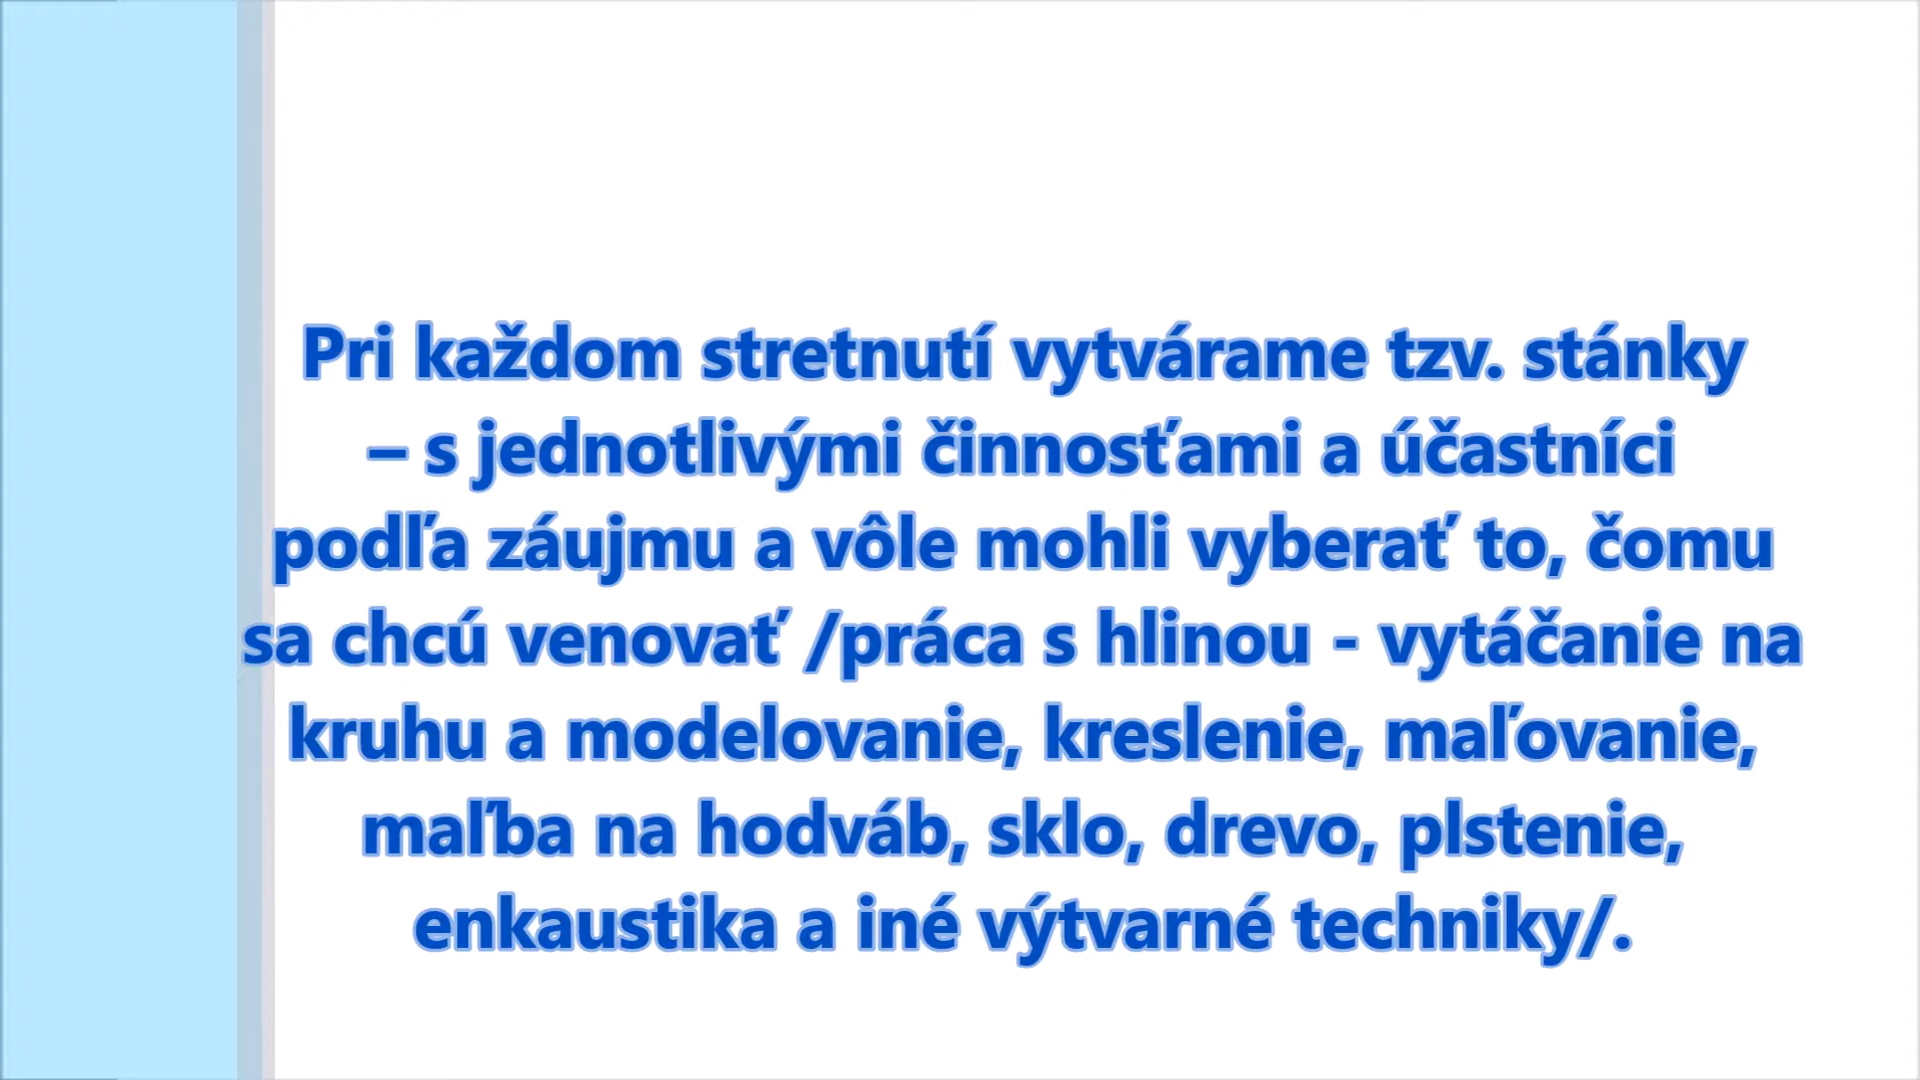 Pri každom stretnutí vytvárame tzv. stánky
– s jednotlivými činnosťami a účastníci
podľa záujmu a vôle mohli vyberať to, čomu
sa chcú venovať /práca s hlinou - vytáčanie na
kruhu a modelovanie, kreslenie, maľovanie,
maľba na hodváb, sklo, drevo, plstenie,
enkaustika a iné výtvarné techniky/.